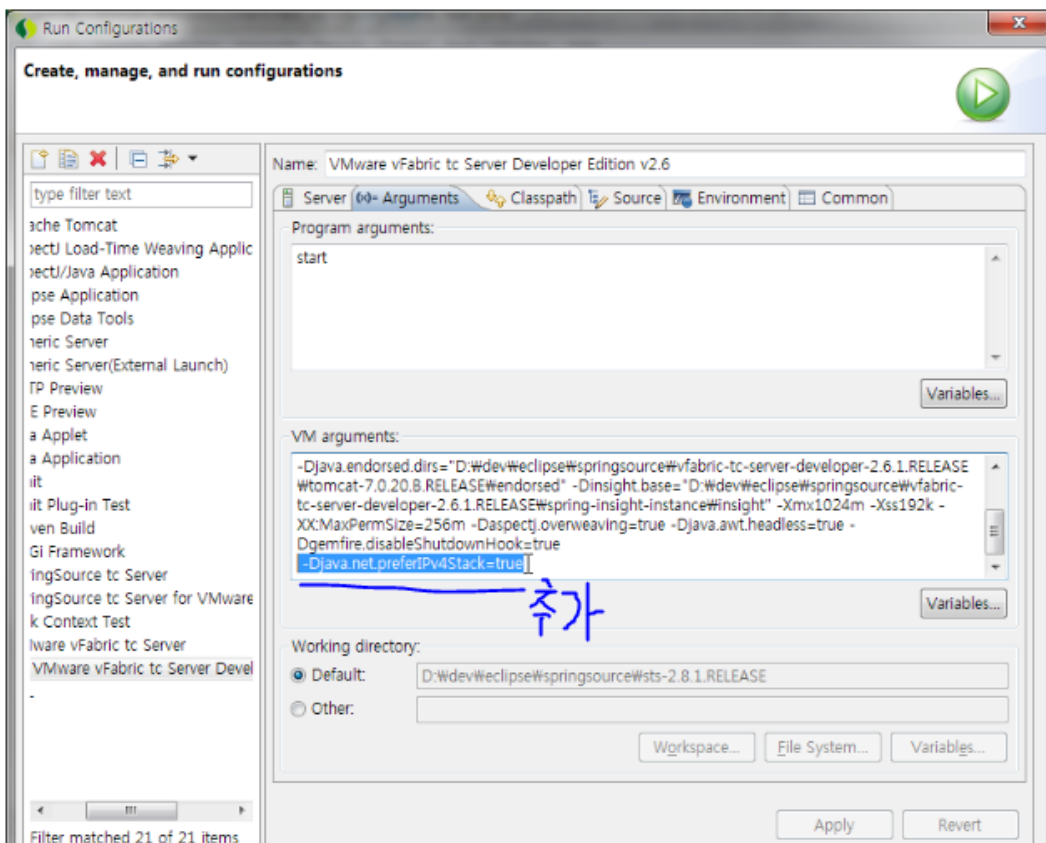 Run Configurations
Create, manage, and run configurations
type filter text
ache Tomcat
pectJ Load-Time Weaving Applic
pectJ/Java Application
pse Application
pse Data Tools
neric Server
neric Server(External Launch)
TP Preview
E Preview
a Applet
a Application
nit
nit Plug-in Test
ven Build
Gi Framework
ingSource tc Server
ingSource tc Server for VMware
k Context Test
lware vFabric tc Server
VMware vFabric tc Server Devel
-
Filter matched 21 of 21 items
Name: VMware vFabric tc Server Developer Edition v2.6
Server (x)= Arguments Classpath Source Environment Common
Program arguments:
start
Variables...
VM arguments:
-Djava.endorsed.dirs="D:₩dev₩eclipse₩springsource₩vfabric-tc-server-developer-2.6.1.RELEASE
₩tomcat-7.0.20.B.RELEASE₩endorsed" -Dinsight.base="D:₩dev₩eclipse₩springsource₩vfabric-
tc-server-developer-2.6.1.RELEASE₩spring-insight-instance₩insight" -Xmx1024m -Xss192k -
XX:MaxPermSize=256m -Daspectj.overweaving=true -Djava.awt.headless=true -
Dgemfire.disableShutdownHook=true
-Djava.net.preferIPv4Stack=true
추가
Variables...
Working directory:
Default: D:₩dev₩eclipse₩springsource₩sts-2.8.1.RELEASE
Other:
Workspace... File System... Variables...
Apply Revert